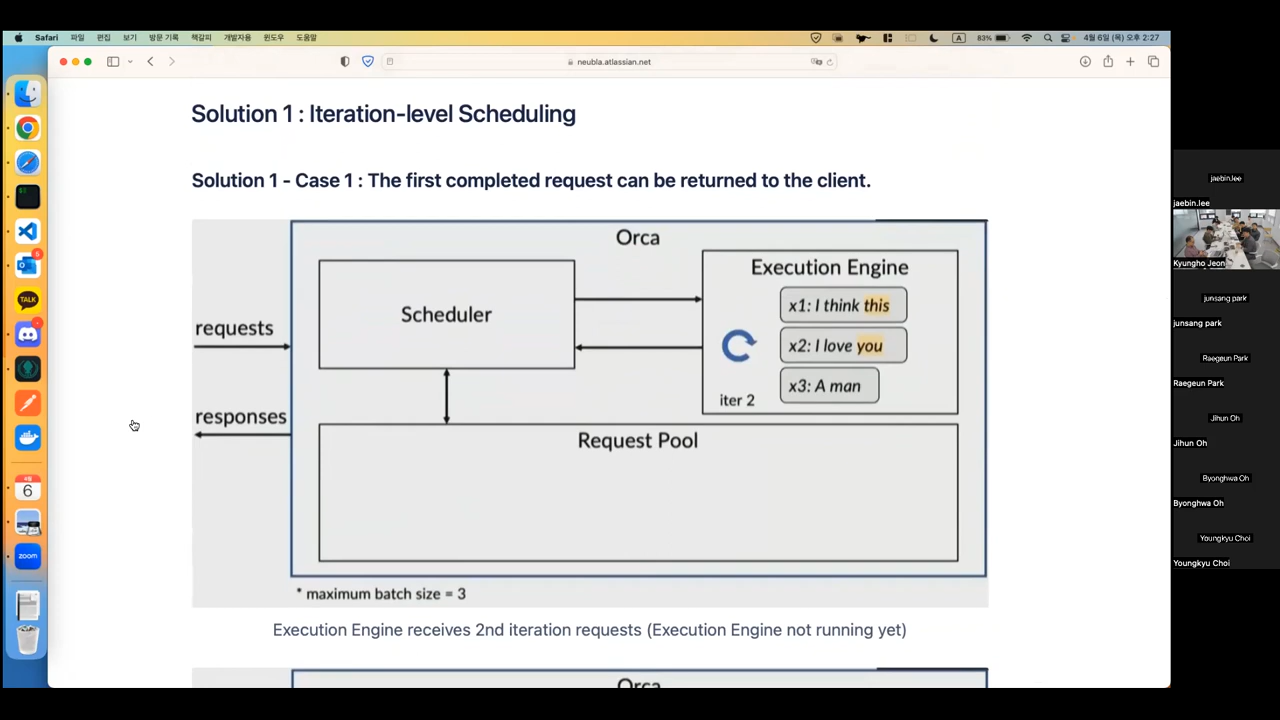 Safari 파일 편집 보기 방문 기록 책갈피 개발자용 윈도우 도움말
A 83% 4월 6일 (목) 오후 2:27
neubla.atlassian.net
Solution 1 : Iteration-level Scheduling
Solution 1 - Case 1 : The first completed request can be returned to the client.
Orca
Scheduler
Execution Engine
x1: I think this
x2: I love you
x3: A man
iter 2
requests
responses
Request Pool
* maximum batch size = 3
Execution Engine receives 2nd iteration requests (Execution Engine not running yet)
Orca
TALK
6
zoom
jaebin.lee
jaebin.lee
Kyungho Jeon
junsang park
junsang park
Raegeun Park
Raegeun Park
Jihun Oh
Jihun Oh
Byonghwa Oh
Byonghwa Oh
Youngkyu Choi
Youngkyu Choi